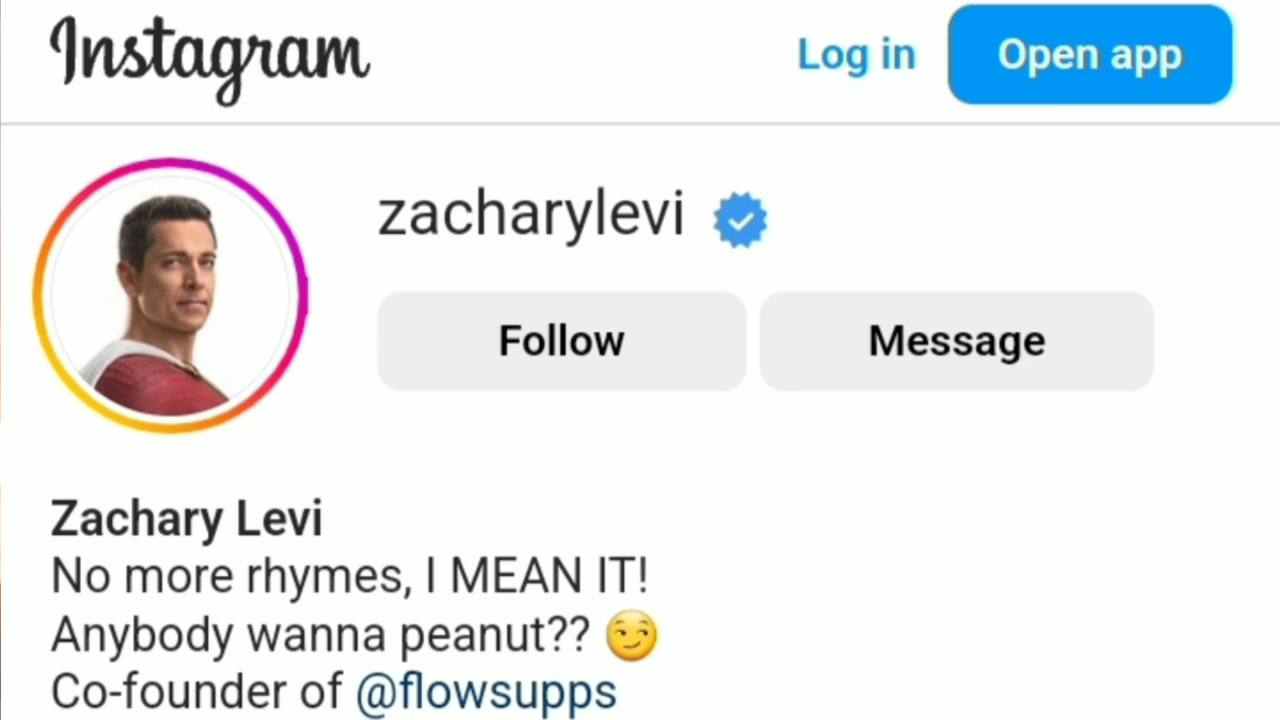 Instagram
Log in
Open app
zacharylevi
Follow
Message
Zachary Levi
No more rhymes, I MEAN IT!
Anybody wanna peanut?? 😏
Co-founder of @flowsupps